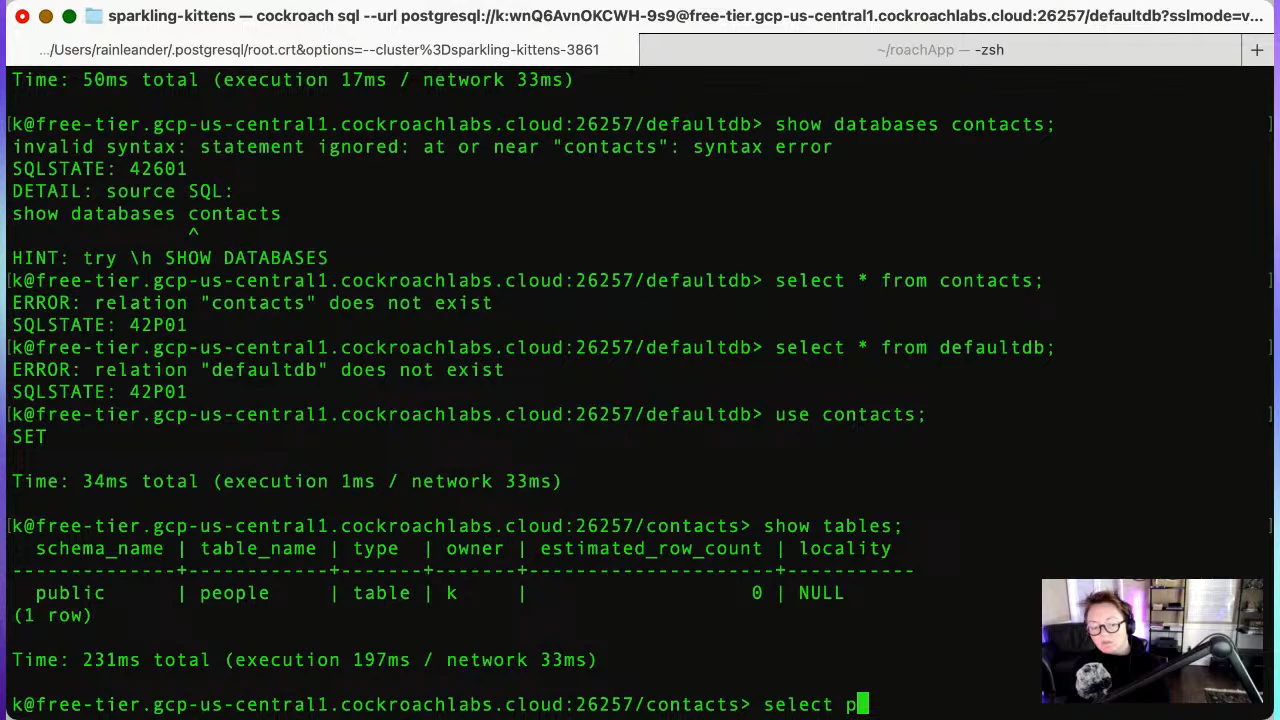 sparkling-kittens — cockroach sql --url postgresql://k:wnQ6AvnOKCWH-9s9@free-tier.gcp-us-central1.cockroachlabs.cloud:26257/defaultdb?sslmode=v...
.../Users/rainleander/.postgresql/root.crt&options=--cluster%3Dsparkling-kittens-3861
~/roachApp — -zsh
+
Time: 50ms total (execution 17ms / network 33ms)
[k@free-tier.gcp-us-central1.cockroachlabs.cloud:26257/defaultdb> show databases contacts; ]
invalid syntax: statement ignored: at or near "contacts": syntax error
SQLSTATE: 42601
DETAIL: source SQL:
show databases contacts
^
HINT: try \h SHOW DATABASES
[k@free-tier.gcp-us-central1.cockroachlabs.cloud:26257/defaultdb> select * from contacts; ]
ERROR: relation "contacts" does not exist
SQLSTATE: 42P01
[k@free-tier.gcp-us-central1.cockroachlabs.cloud:26257/defaultdb> select * from defaultdb; ]
ERROR: relation "defaultdb" does not exist
SQLSTATE: 42P01
[k@free-tier.gcp-us-central1.cockroachlabs.cloud:26257/defaultdb> use contacts; ]
SET
Time: 34ms total (execution 1ms / network 33ms)
[k@free-tier.gcp-us-central1.cockroachlabs.cloud:26257/contacts> show tables; ]
schema_name | table_name | type | owner | estimated_row_count | locality
--------------+------------+-------+-------+---------------------+-----------
public | people | table | k | 0 | NULL
(1 row)
Time: 231ms total (execution 197ms / network 33ms)
k@free-tier.gcp-us-central1.cockroachlabs.cloud:26257/contacts> select p